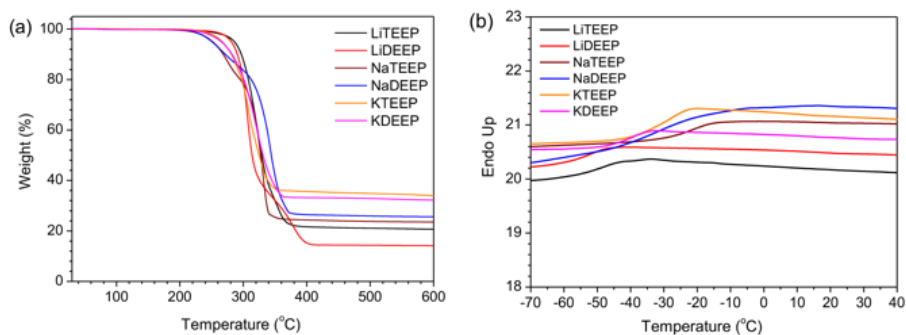 (a)
LiTEEP
LiDEEP
NaTEEP
NaDEEP
KTEEP
KDEEP
Weight (%)
100
80
60
40
20
0
100 200 300 400 500 600
Temperature (°C)
(b)
LiTEEP
LiDEEP
NaTEEP
NaDEEP
KTEEP
KDEEP
Endo Up
23
22
21
20
19
18
-70 -60 -50 -40 -30 -20 -10 0 10 20 30 40
Temperature (°C)